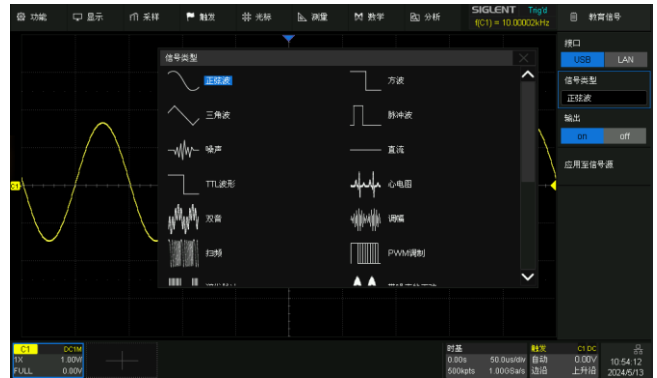 功能 显示 采样 触发 光标 测量 数学 分析
SIGLENT Trig'd
f(C1) = 10.00002kHz
教育信号
接口
USB LAN
信号类型
正弦波
输出
on off
应用至信号源
信号类型
正弦波 方波
三角波 脉冲波
噪声 直流
TTL波形 心电图
双音 调幅
扫频 PWM调制
C1
C1 DC1M
1X 1.00V/
FULL 0.00V
时基
0.00s 50.0us/div
500kpts 1.00GSa/s
触发 C1 DC
自动 0.00V
边沿 上升沿
10:54:12
2024/5/13